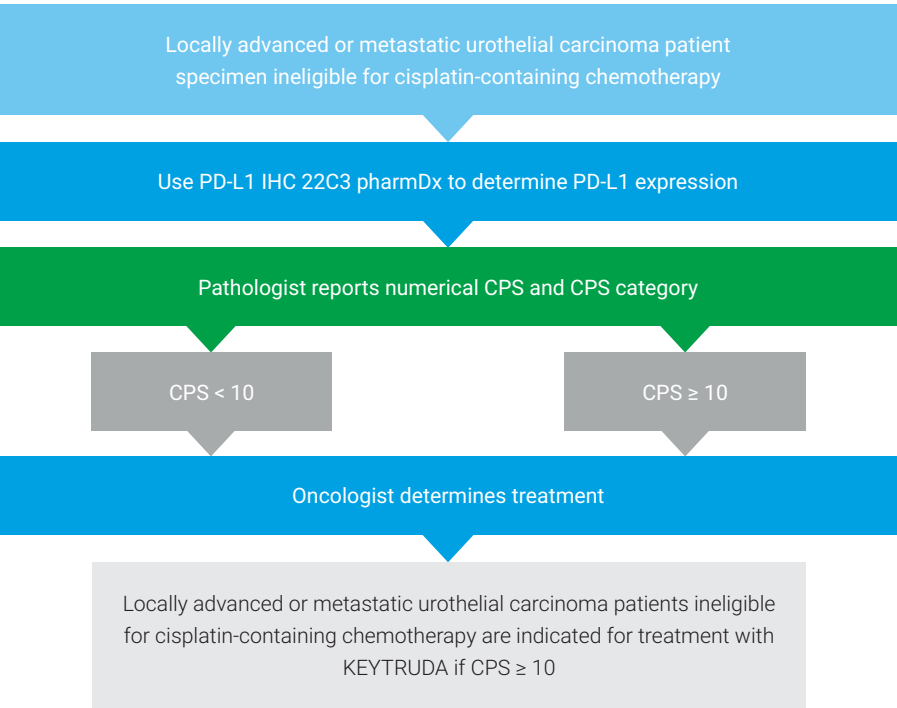 Locally advanced or metastatic urothelial carcinoma patient
specimen ineligible for cisplatin-containing chemotherapy
Use PD-L1 IHC 22C3 pharmDx to determine PD-L1 expression
Pathologist reports numerical CPS and CPS category
CPS < 10
CPS ≥ 10
Oncologist determines treatment
Locally advanced or metastatic urothelial carcinoma patients ineligible
for cisplatin-containing chemotherapy are indicated for treatment with
KEYTRUDA if CPS ≥ 10